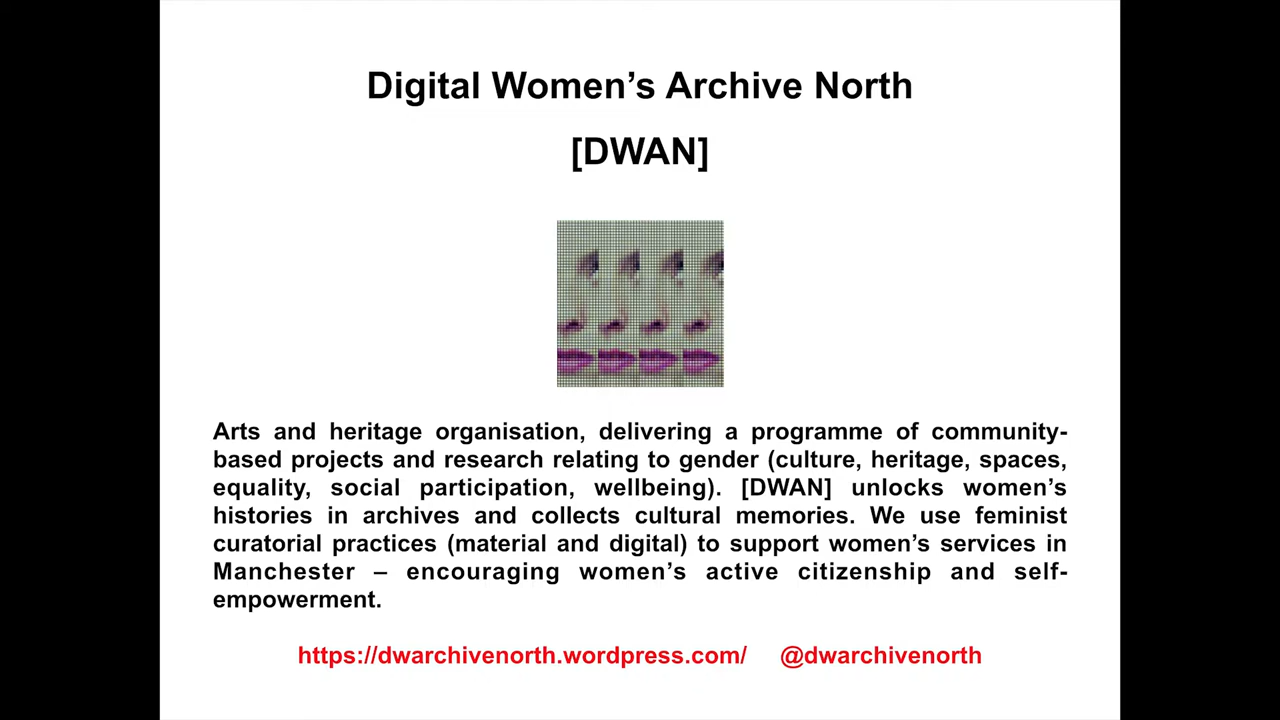 Digital Women’s Archive North
[DWAN]
Arts and heritage organisation, delivering a programme of community-
based projects and research relating to gender (culture, heritage, spaces,
equality, social participation, wellbeing). [DWAN] unlocks women’s
histories in archives and collects cultural memories. We use feminist
curatorial practices (material and digital) to support women’s services in
Manchester – encouraging women’s active citizenship and self-
empowerment.
https://dwarchivenorth.wordpress.com/ @dwarchivenorth